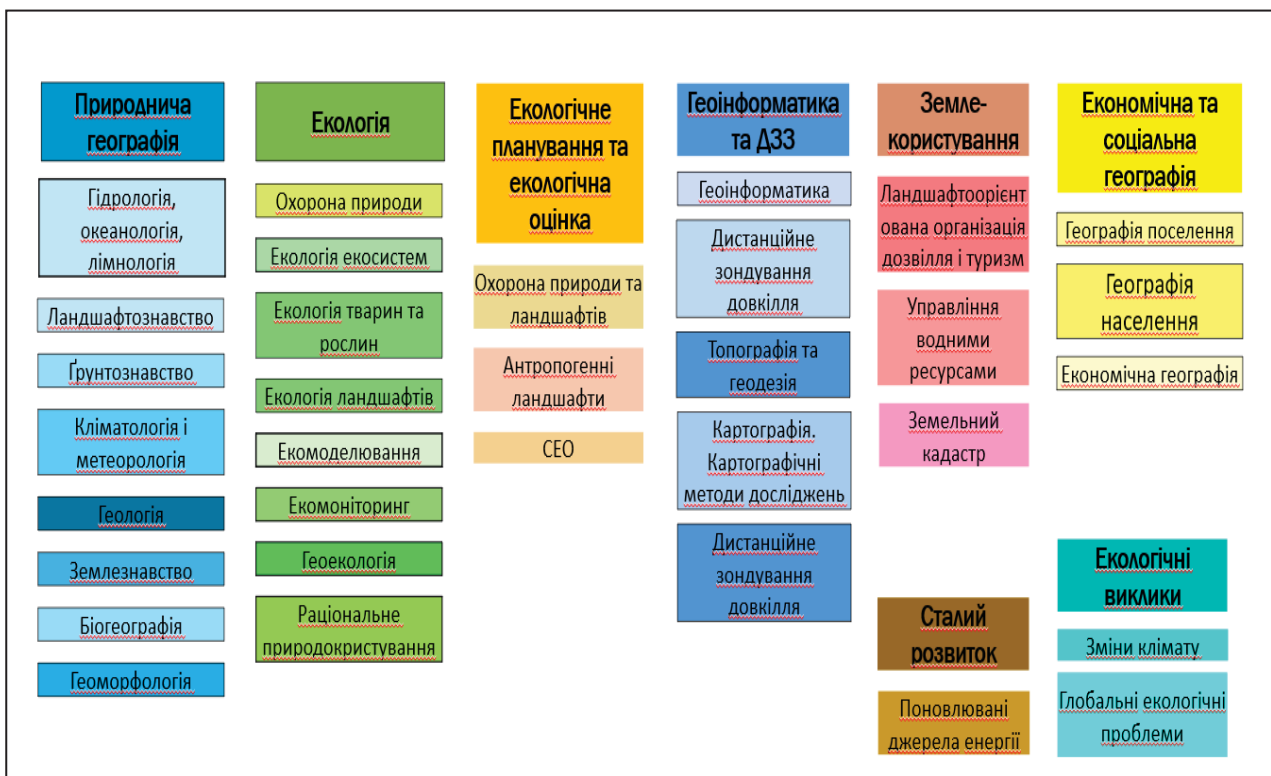 Природнича
географія
Гідрологія,
океанологія,
лімнологія
Ландшафтознавство
Ґрунтознавство
Кліматологія і
метеорологія
Геологія
Землезнавство
Біогеографія
Геоморфологія
Екологія
Охорона природи
Екологія екосистем
Екологія тварин та
рослин
Екологія ландшафтів
Екомоделювання
Екомоніторинг
Геоекологія
Раціональне
природокристування
Екологічне
планування та
екологічна
оцінка
Охорона природи та
ландшафтів
Антропогенні
ландшафти
СЕО
Геоінформатика
та ДЗЗ
Геоінформатика
Дистанційне
зондування
довкілля
Топографія та
геодезія
Картографія.
Картографічні
методи досліджень
Дистанційне
зондування
довкілля
Земле-
користування
Ландшафтоорієнт
ована організація
дозвілля і туризм
Управління
водними
ресурсами
Земельний
кадастр
Сталий
розвиток
Поновлювані
джерела енергії
Економічна та
соціальна
географія
Географія поселення
Географія
населення
Економічна географія
Екологічні
виклики
Зміни клімату
Глобальні екологічні
проблеми